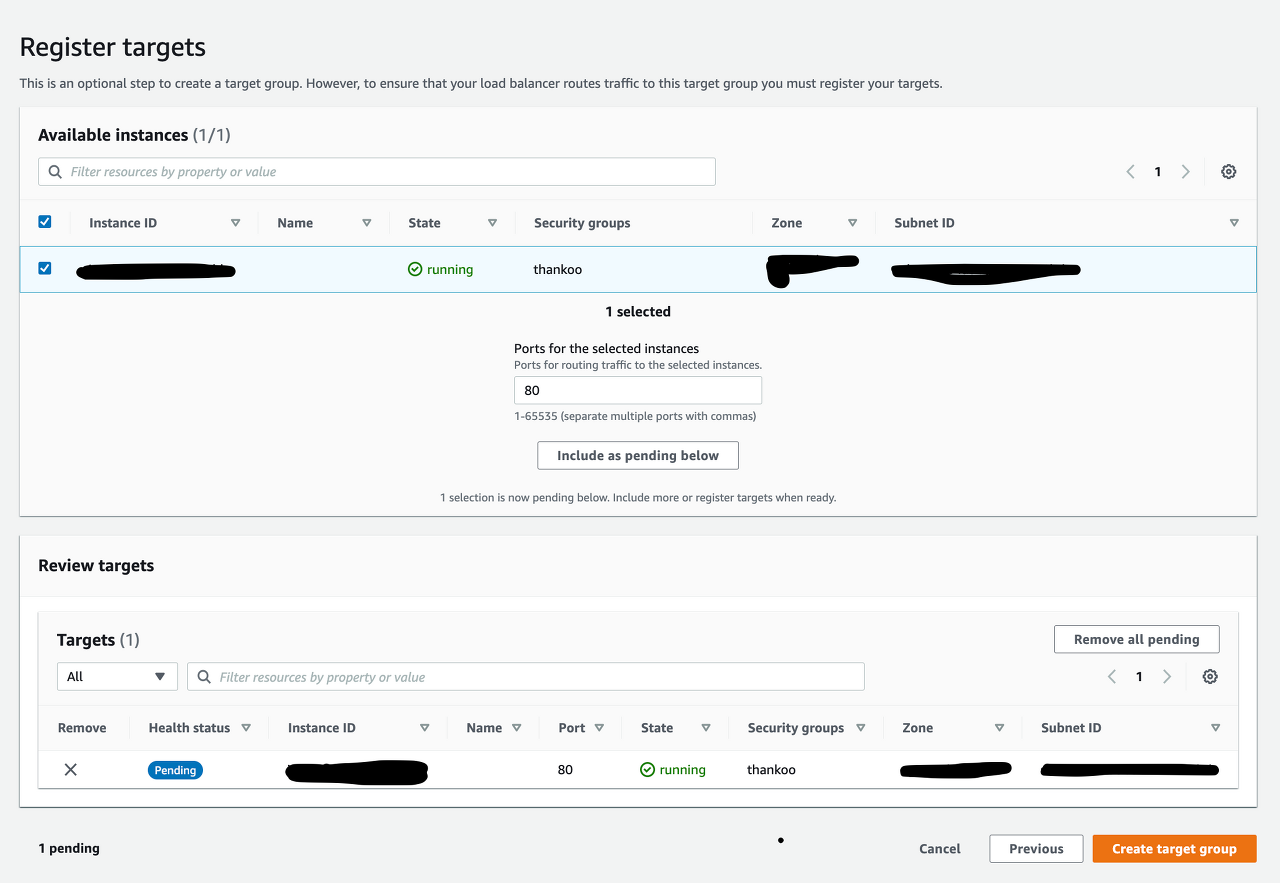 Register targets
This is an optional step to create a target group. However, to ensure that your load balancer routes traffic to this target group you must register your targets.
Available instances (1/1)
Filter resources by property or value
1
Instance ID Name State Security groups Zone Subnet ID
running thankoo
1 selected
Ports for the selected instances
Ports for routing traffic to the selected instances.
80
1-65535 (separate multiple ports with commas)
Include as pending below
1 selection is now pending below. Include more or register targets when ready.
Review targets
Targets (1)
Remove all pending
All Filter resources by property or value 1
Remove Health status Instance ID Name Port State Security groups Zone Subnet ID
Pending 80 running thankoo
1 pending
Cancel Previous Create target group